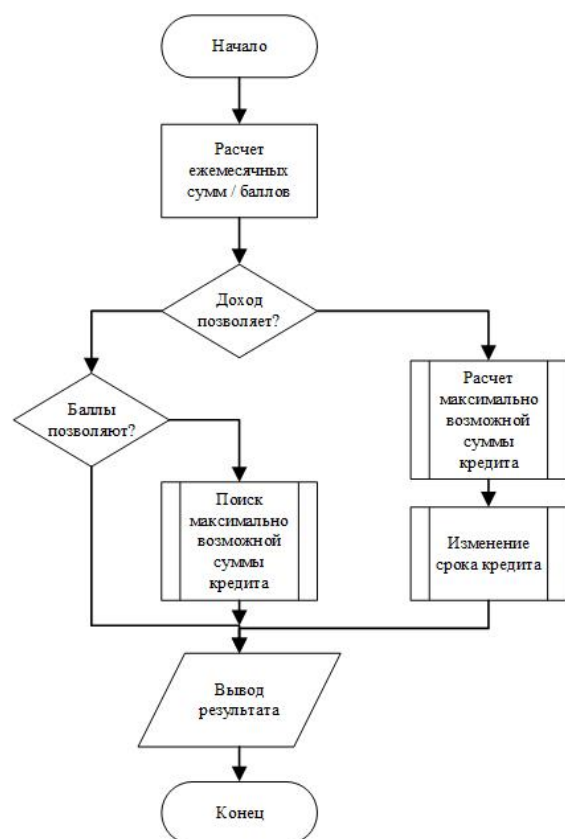 Начало
Расчет
ежемесячных
сумм / баллов
Доход
позволяет?
Баллы
позволяют?
Расчет
максимально
возможной
суммы
кредита
Поиск
максимально
возможной
суммы
кредита
Изменение
срока кредита
Вывод
результата
Конец